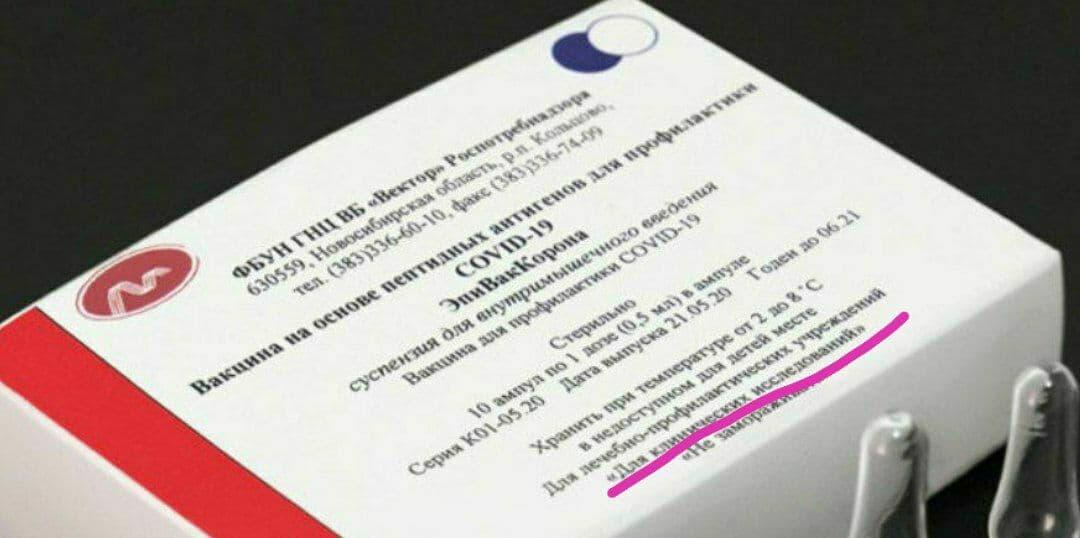 ФБУН ГНЦ ВБ «Вектор» Роспотребнадзора
630559, Новосибирская область, р.п. Кольцово,
тел. (383)336-60-10, факс (383)336-74-09
Вакцина на основе пептидных антигенов для профилактики
COVID-19
ЭпиВакКорона
суспензия для внутримышечного введения
Вакцина для профилактики COVID-19
Стерильно
10 ампул по 1 дозе (0,5 мл) в ампуле
Серия К01-05.20 Дата выпуска 21.05.20 Годен до 06.21
Хранить при температуре от 2 до 8 °С
в недоступном для детей месте
Для лечебно-профилактических учреждений
«Для клинических исследований»
«Не